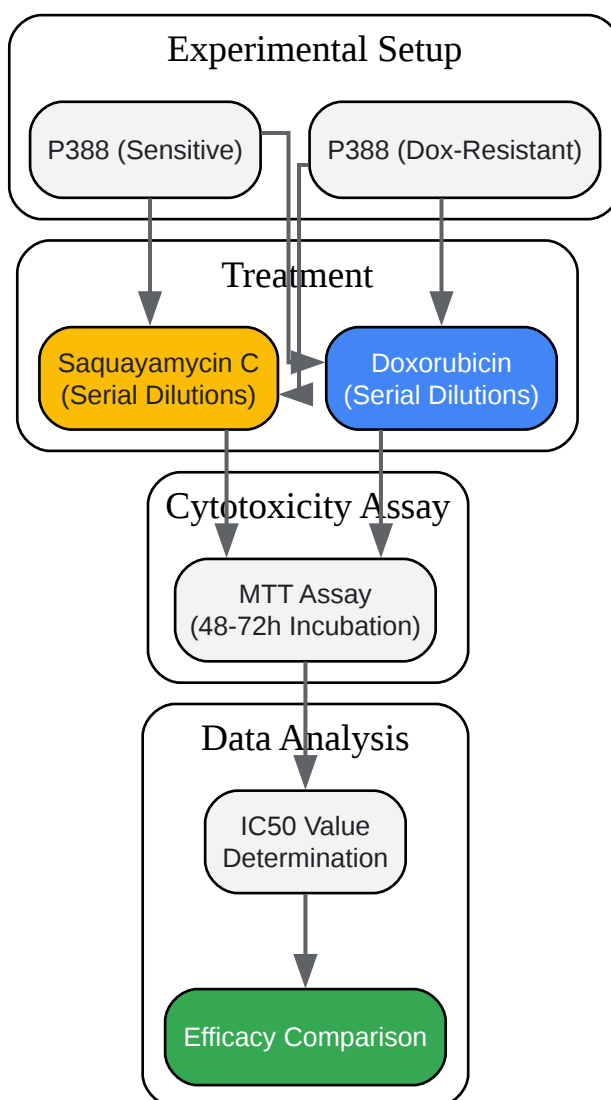 Experimental Setup
P388 (Sensitive)
P388 (Dox-Resistant)
Treatment
Saquayamycin C
(Serial Dilutions)
Doxorubicin
(Serial Dilutions)
Cytotoxicity Assay
MTT Assay
(48-72h Incubation)
Data Analysis
IC50 Value
Determination
Efficacy Comparison